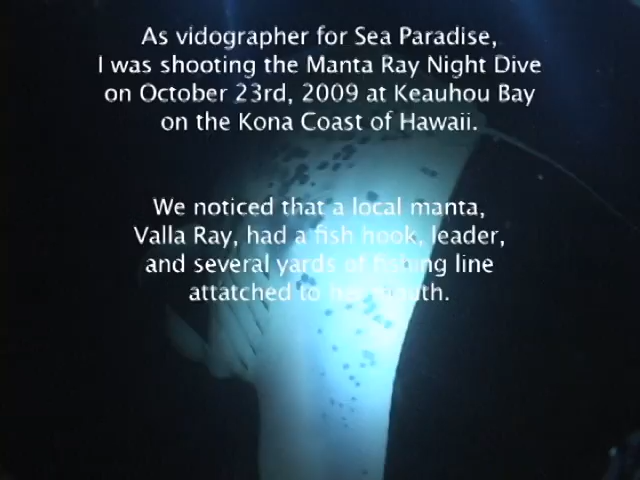 As vidographer for Sea Paradise,
I was shooting the Manta Ray Night Dive
on October 23rd, 2009 at Keauhou Bay
on the Kona Coast of Hawaii.
We noticed that a local manta,
Valla Ray, had a fish hook, leader,
and several yards of fishing line
attatched to her mouth.